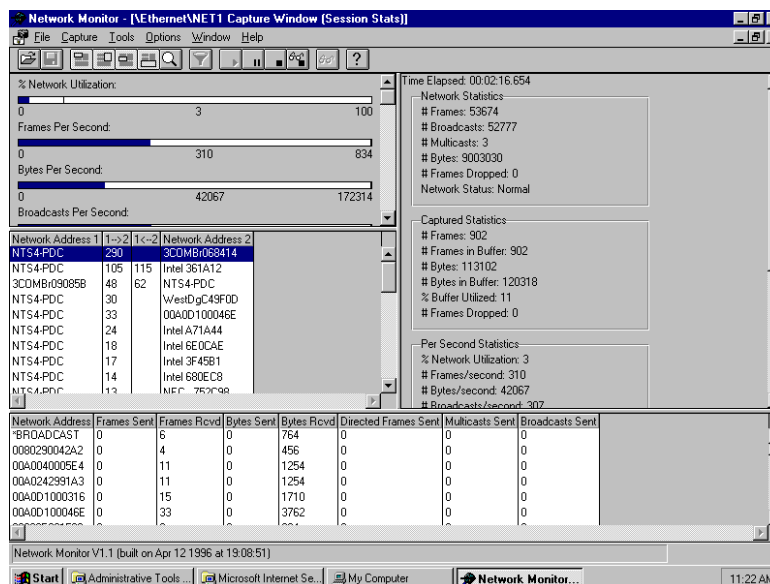 Network Monitor - [\Ethernet\NET1 Capture Window (Session Stats)]
File Capture Tools Options Window Help
% Network Utilization:
0 3 100
Frames Per Second:
0 310 834
Bytes Per Second:
0 42067 172314
Broadcasts Per Second:
Time Elapsed: 00:02:16.654
Network Statistics
# Frames: 53674
# Broadcasts: 52777
# Multicasts: 3
# Bytes: 9003030
# Frames Dropped: 0
Network Status: Normal
Captured Statistics
# Frames: 902
# Frames in Buffer: 902
# Bytes: 113102
# Bytes in Buffer: 120318
% Buffer Utilized: 11
# Frames Dropped: 0
Per Second Statistics
% Network Utilization: 3
# Frames/second: 310
# Bytes/second: 42067
# Broadcasts/second: 307
Network Address 1 1-->2 1<--2 Network Address 2
NTS4-PDC 290 3COMBr068414
NTS4-PDC 105 115 Intel 361A12
3COMBr09085B 48 62 NTS4-PDC
NTS4-PDC 30 WestDgC49F0D
NTS4-PDC 33 00A0D100046E
NTS4-PDC 24 Intel A71A44
NTS4-PDC 18 Intel 6E0CAE
NTS4-PDC 17 Intel 3F45B1
NTS4-PDC 14 Intel 680EC8
NTS4-PDC 13 NEC 752C98
Network Address Frames Sent Frames Rcvd Bytes Sent Bytes Rcvd Directed Frames Sent Multicasts Sent Broadcasts Sent
*BROADCAST 0 6 0 764 0 0 0
0080290042A2 0 4 0 456 0 0 0
00A0040005E4 0 11 0 1254 0 0 0
00A0242991A3 0 11 0 1254 0 0 0
00A0D1000316 0 15 0 1710 0 0 0
00A0D100046E 0 33 0 3762 0 0 0
Network Monitor V1.1 (built on Apr 12 1996 at 19:08:51)
Start Administrative Tools ... Microsoft Internet Se... My Computer Network Monitor... 11:22 AM